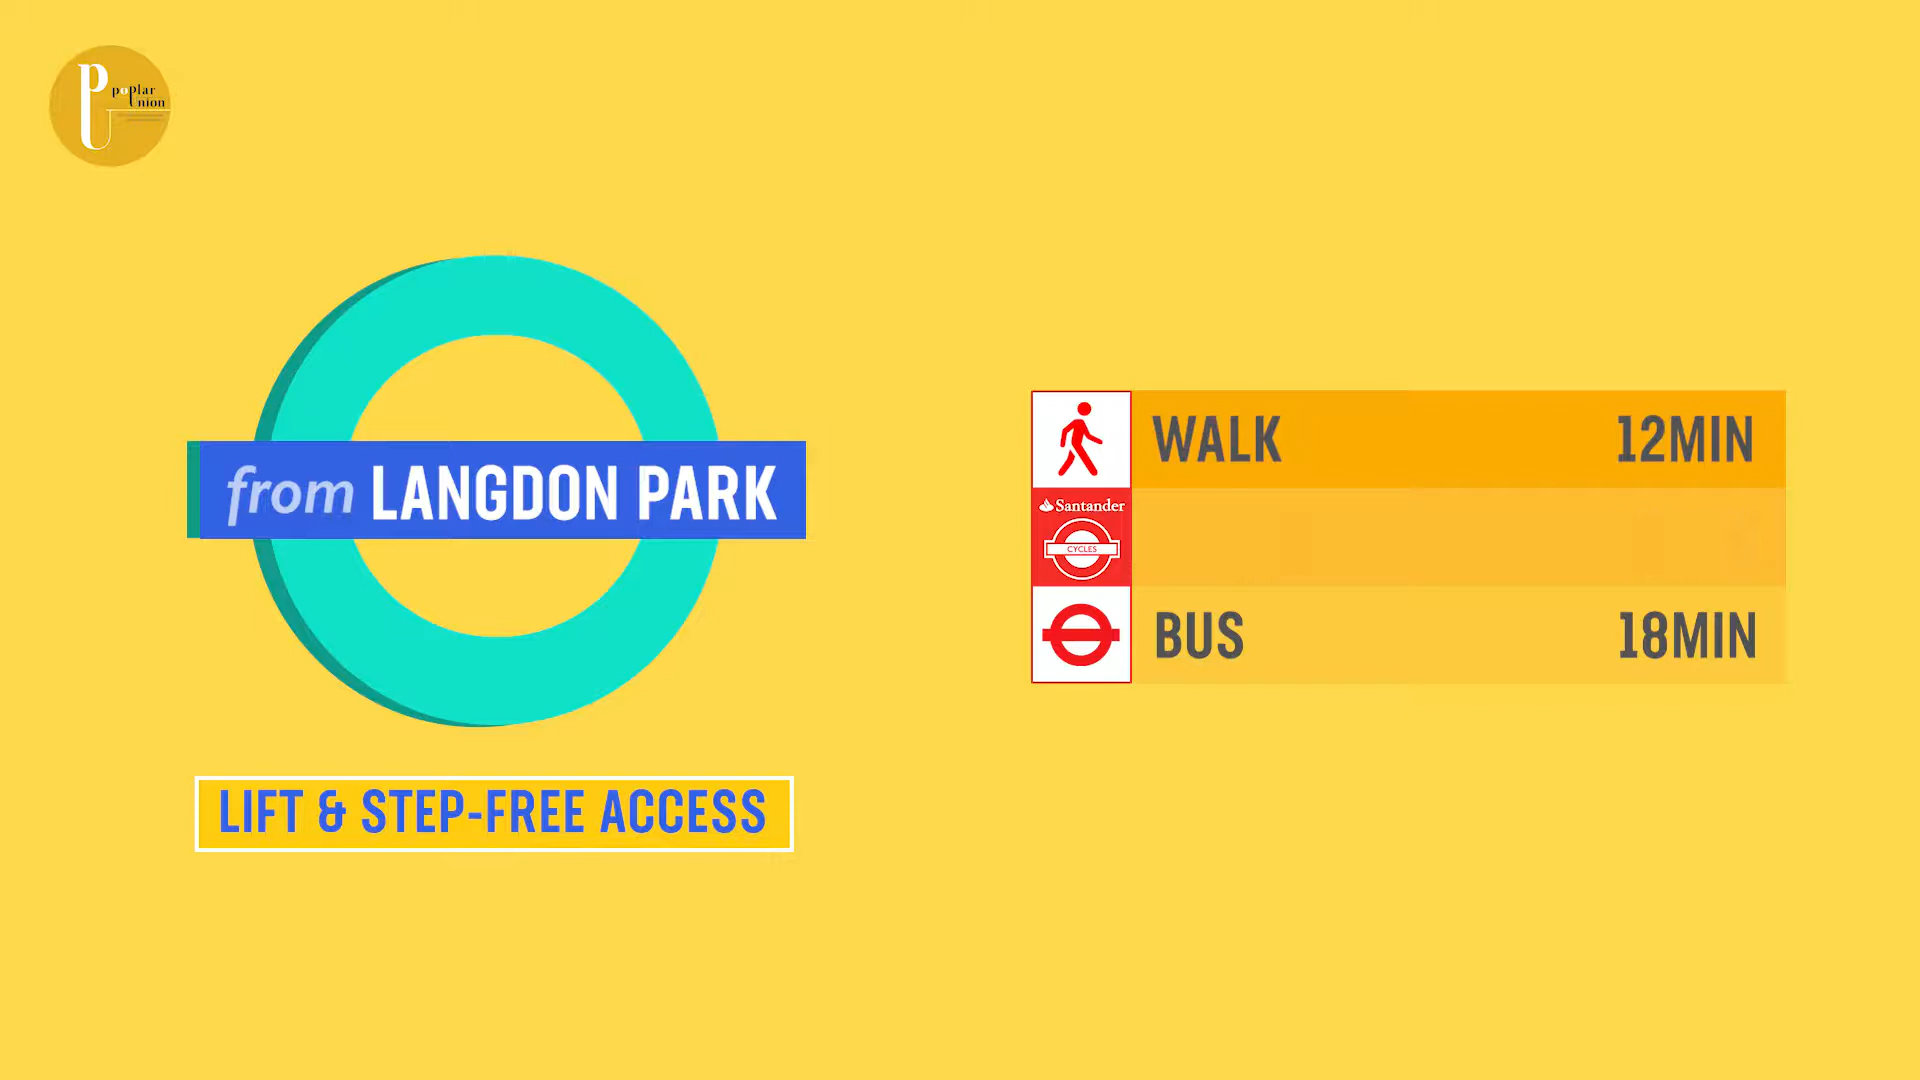 poplar
Union
from LANGDON PARK
LIFT & STEP-FREE ACCESS
WALK 12MIN
Santander
CYCLES
BUS 18MIN